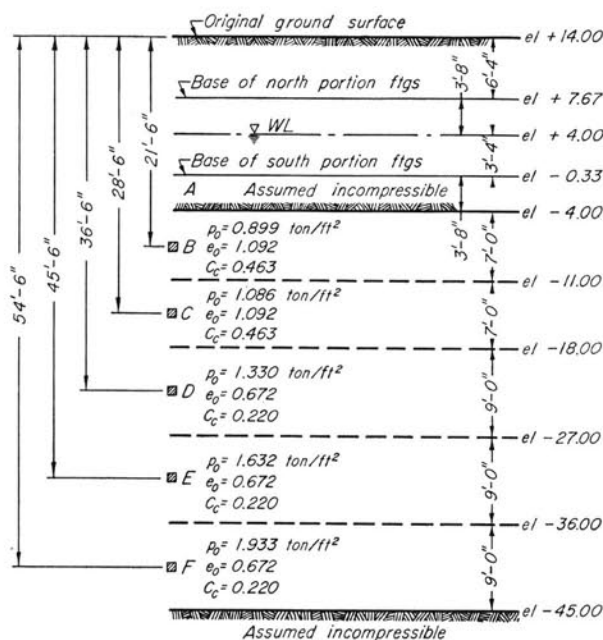 Original ground surface
el + 14.00
6'-4"
3'-8"
Base of north portion ftgs
el + 7.67
WL
el + 4.00
3'-4"
Base of south portion ftgs
el - 0.33
A Assumed incompressible
el - 4.00
3'-8"
21'-6"
28'-6"
36'-6"
45'-6"
54'-6"
p₀ = 0.899 ton/ft²
B e₀ = 1.092
C꜀ = 0.463
7'-0"
el -11.00
p₀ = 1.086 ton/ft²
C e₀ = 1.092
C꜀ = 0.463
7'-0"
el -18.00
p₀ = 1.330 ton/ft²
D e₀ = 0.672
C꜀ = 0.220
9'-0"
el -27.00
p₀ = 1.632 ton/ft²
E e₀ = 0.672
C꜀ = 0.220
9'-0"
el -36.00
p₀ = 1.933 ton/ft²
F e₀ = 0.672
C꜀ = 0.220
9'-0"
el -45.00
Assumed incompressible